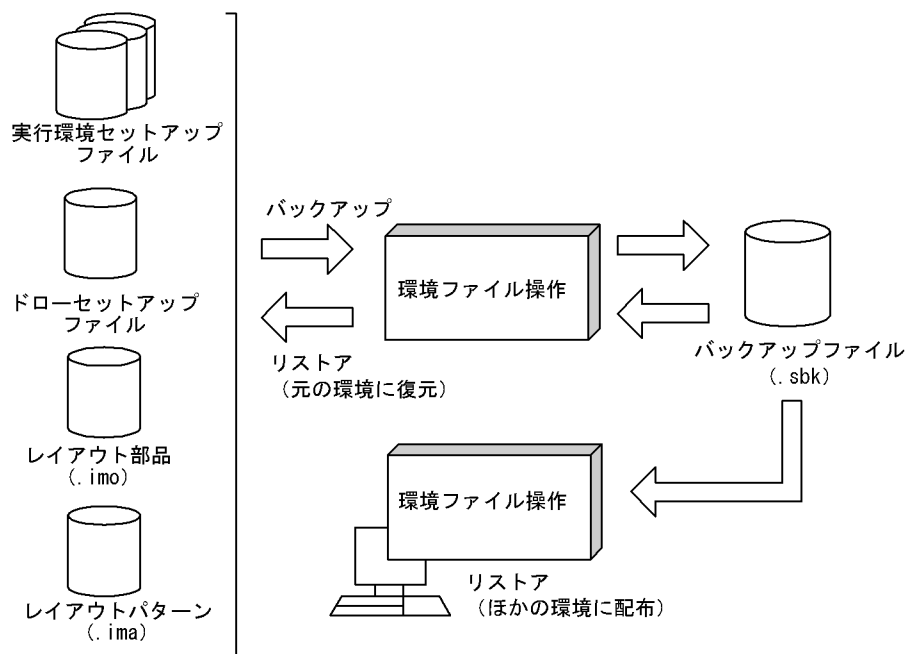 実行環境セットアップ
ファイル
ドローセットアップ
ファイル
レイアウト部品
(.imo)
レイアウトパターン
(.ima)
バックアップ
環境ファイル操作
リストア
(元の環境に復元)
バックアップファイル
(.sbk)
環境ファイル操作
リストア
(ほかの環境に配布)